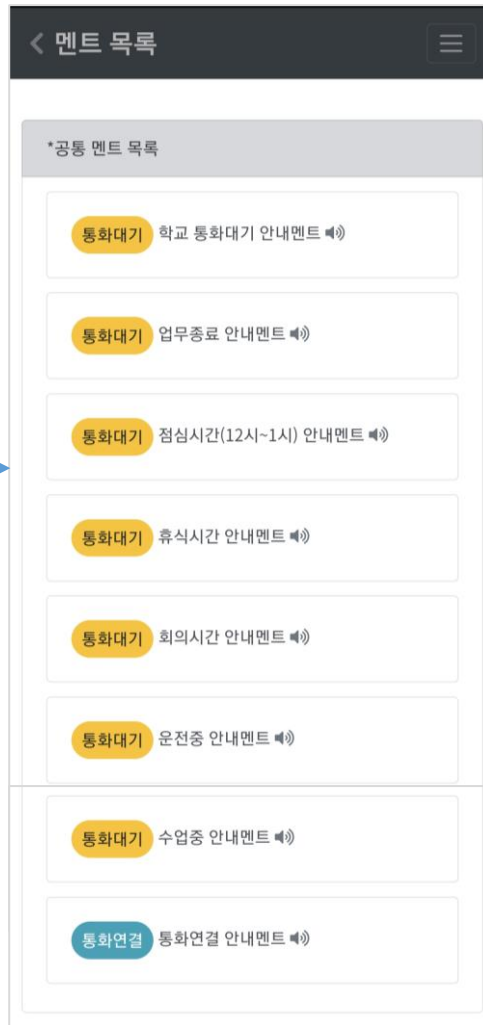 멘트 목록
*공통 멘트 목록
통화대기 학교 통화대기 안내멘트
통화대기 업무종료 안내멘트
통화대기 점심시간(12시~1시) 안내멘트
통화대기 휴식시간 안내멘트
통화대기 회의시간 안내멘트
통화대기 운전중 안내멘트
통화대기 수업중 안내멘트
통화연결 통화연결 안내멘트